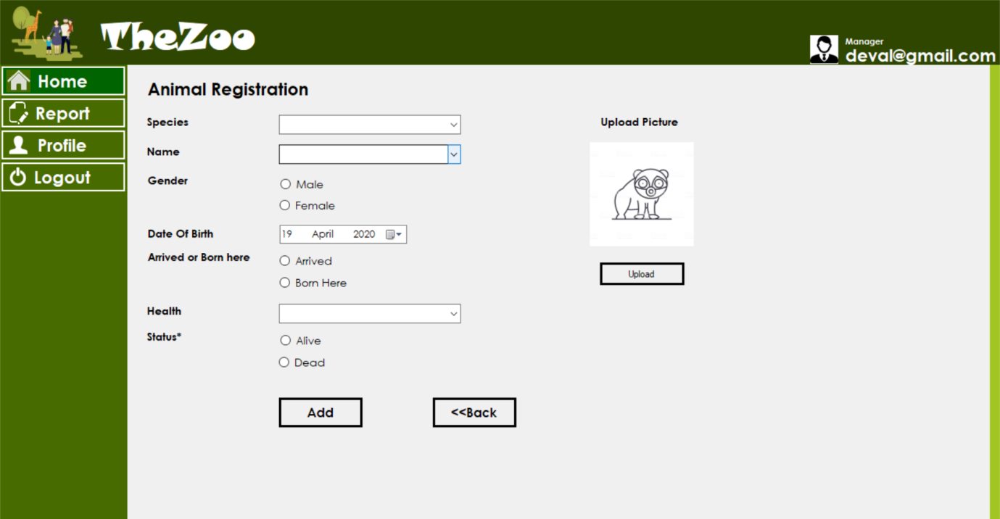 TheZoo
Manager
deval@gmail.com
Home
Report
Profile
Logout
Animal Registration
Species
Upload Picture
Name
Gender
Male
Female
Date Of Birth
19 April 2020
Arrived or Born here
Arrived
Born Here
Upload
Health
Status*
Alive
Dead
Add
<<Back